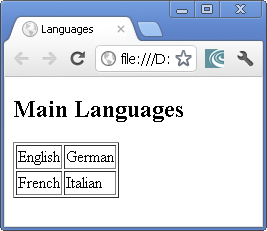 Languages
file:///D:
Main Languages
English German
French Italian